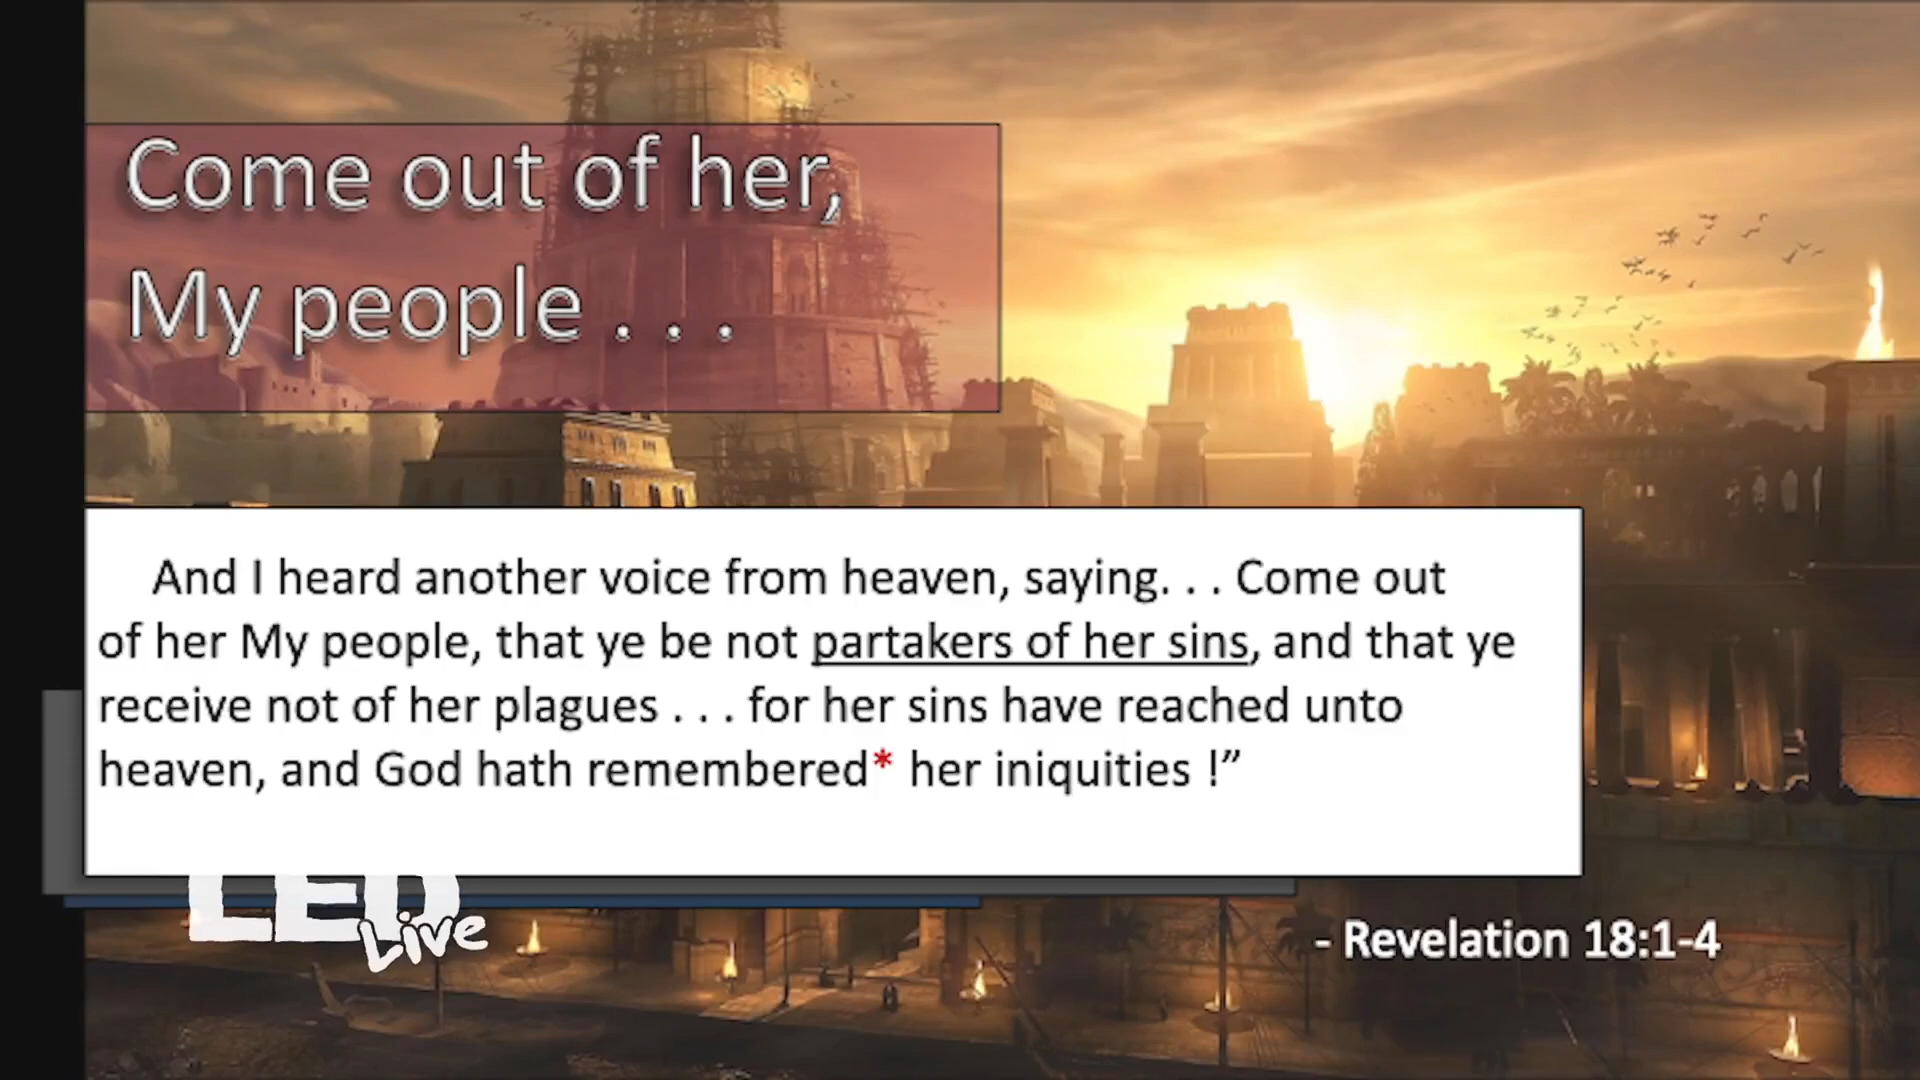 Come out of her,
My people . . .
And I heard another voice from heaven, saying. . . Come out
of her My people, that ye be not partakers of her sins, and that ye
receive not of her plagues . . . for her sins have reached unto
heaven, and God hath remembered* her iniquities !”
LED
Live
- Revelation 18:1-4